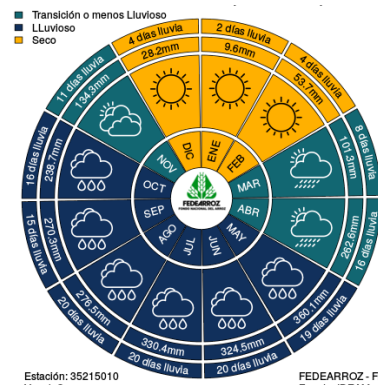 Transición o menos Lluvioso
LLuvioso
Seco
4 días lluvia
28.2mm
DIC
2 días lluvia
9.6mm
ENE
4 días lluvia
53.7mm
FEB
8 días lluvia
101.3mm
MAR
16 días lluvia
262.6mm
ABR
19 días lluvia
360.1mm
MAY
20 días lluvia
324.5mm
JUN
20 días lluvia
330.4mm
JUL
20 días lluvia
276.5mm
AGO
15 días lluvia
270.3mm
SEP
16 días lluvia
238.7mm
OCT
11 días lluvia
134.3mm
NOV
FEDEARROZ
FONDO NACIONAL DEL ARROZ
Estación: 35215010
FEDEARROZ - F